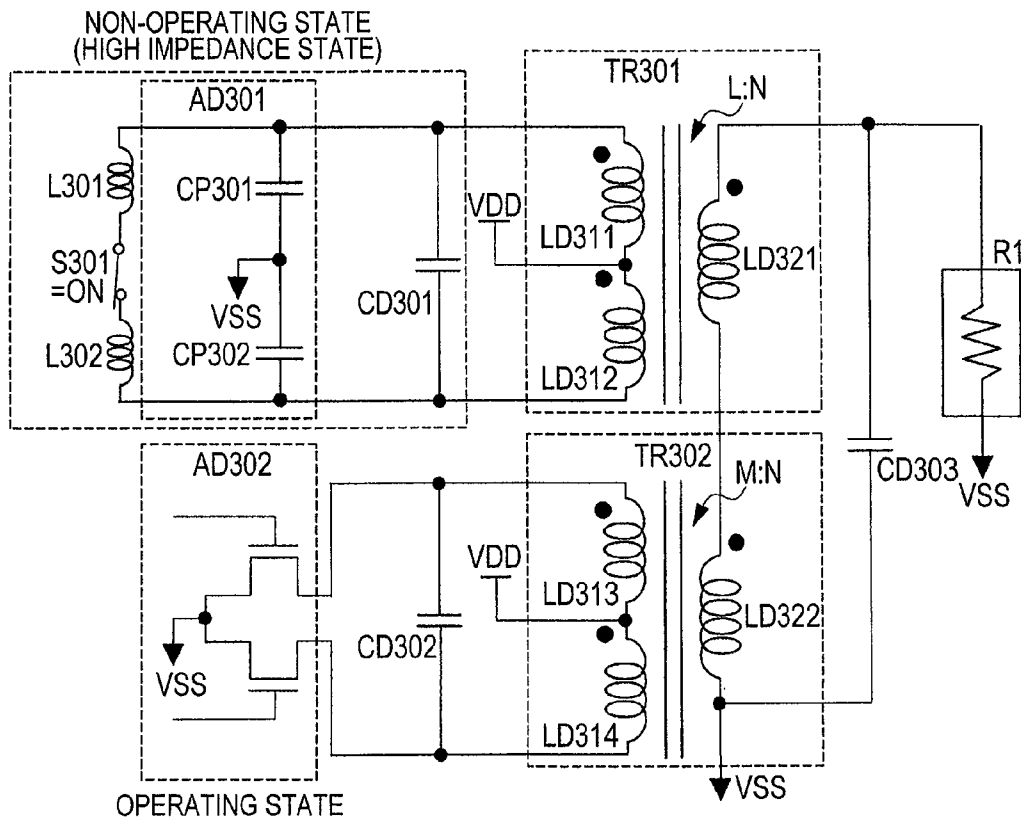 NON-OPERATING STATE
(HIGH IMPEDANCE STATE)
TR301
L:N
AD301
L301
CP301
VDD
LD311
LD321
R1
S301
=ON
VSS
CD301
L302
CP302
LD312
AD302
TR302
M:N
CD303
VSS
VDD
LD313
LD322
CD302
VSS
LD314
VSS
OPERATING STATE